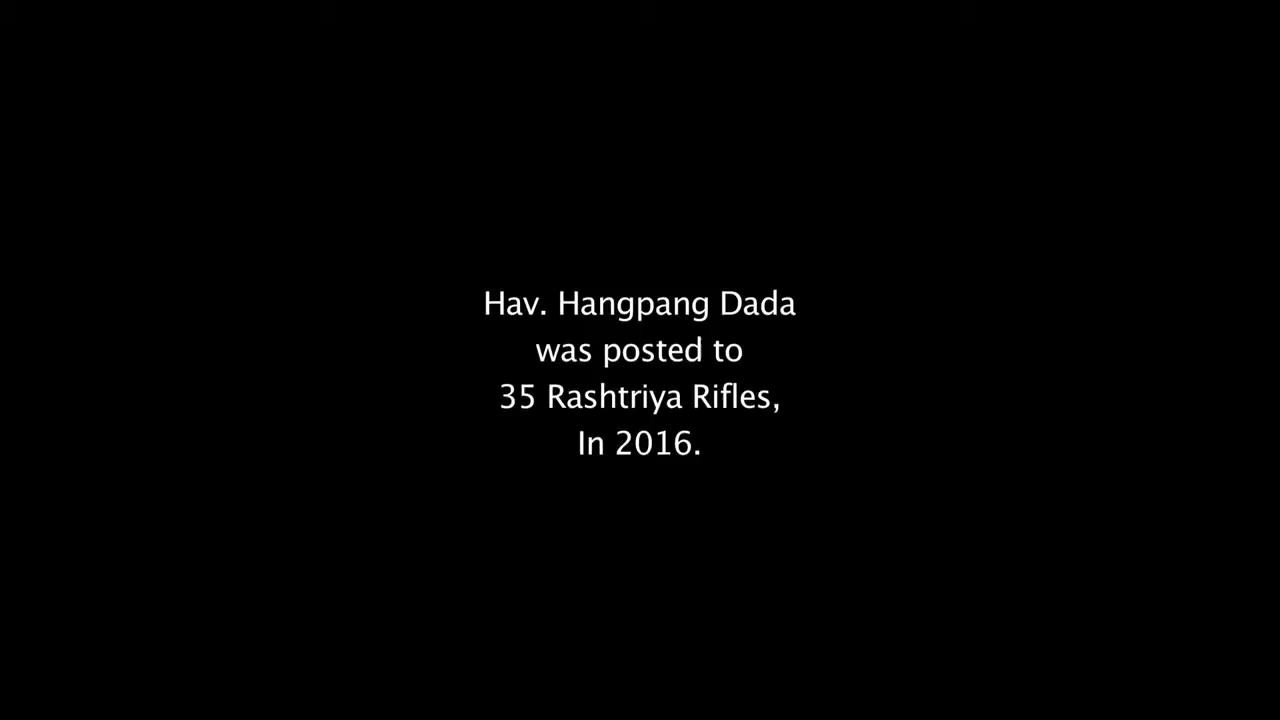 Hav. Hangpang Dada
was posted to
35 Rashtriya Rifles,
In 2016.